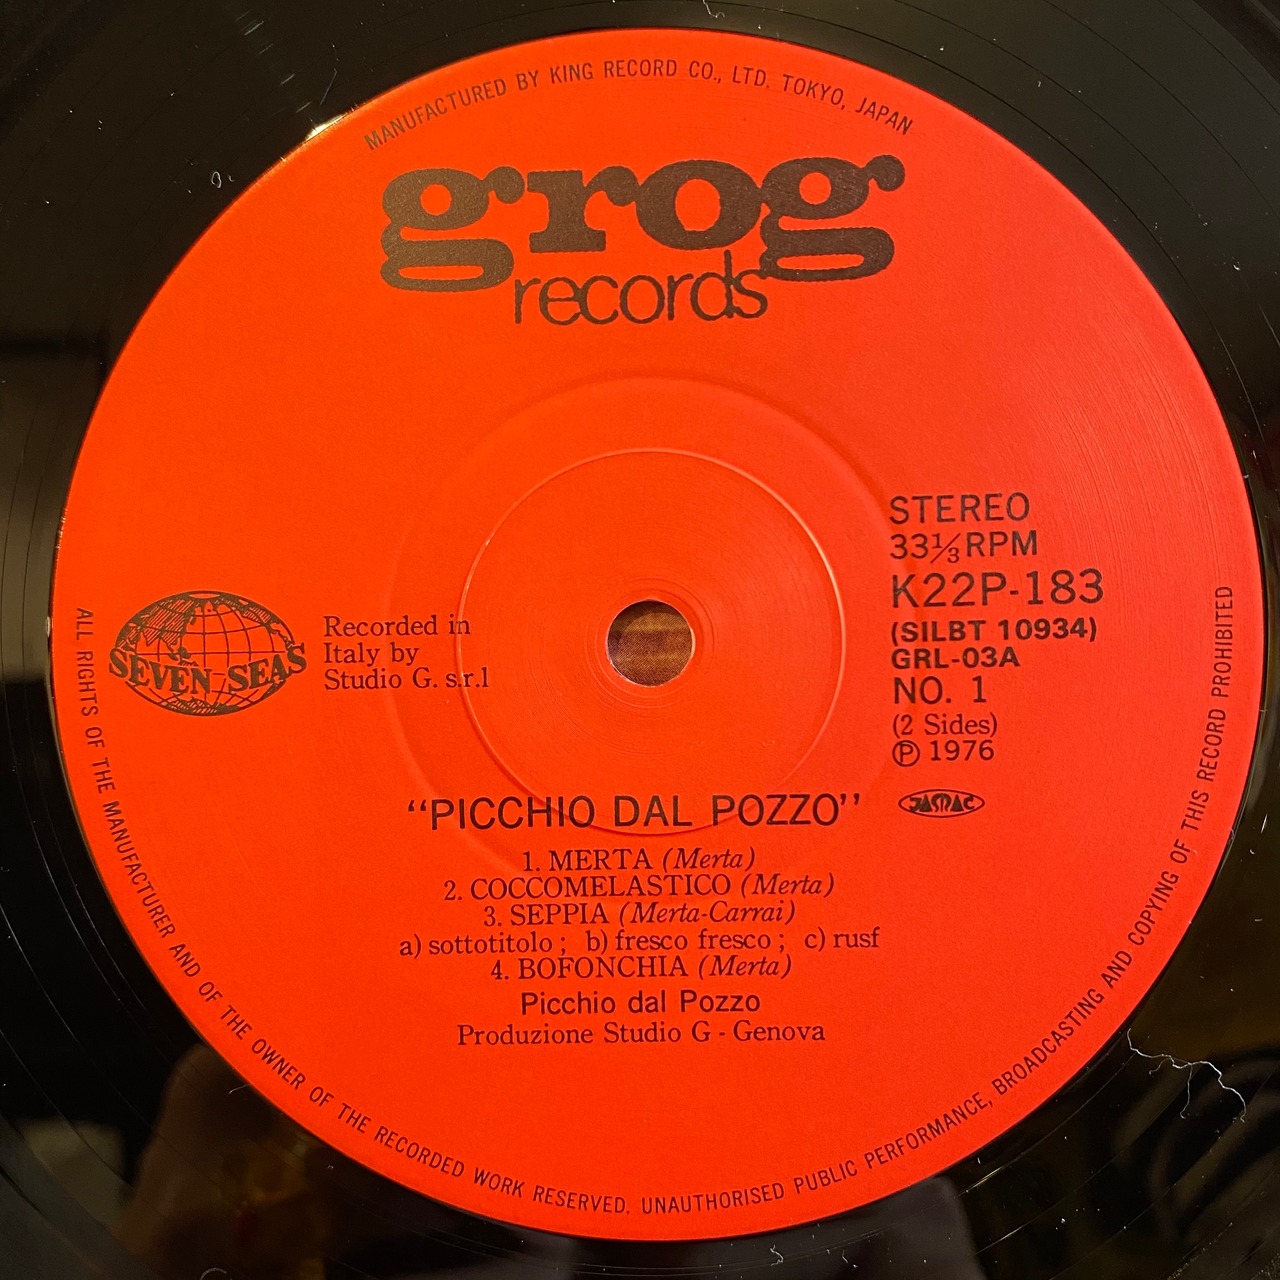 MANUFACTURED BY KING RECORD CO., LTD. TOKYO, JAPAN
grog
records
STEREO
33⅓ RPM
K22P-183
(SILBT 10934)
GRL-03A
NO. 1
(2 Sides)
Ⓟ 1976
JASRAC
SEVEN SEAS
Recorded in
Italy by
Studio G. s.r.l
“PICCHIO DAL POZZO”
1. MERTA (Merta)
2. COCCOMELASTICO (Merta)
3. SEPPIA (Merta-Carrai)
a) sottotitolo ; b) fresco fresco ; c) rusf
4. BOFONCHIA (Merta)
Picchio dal Pozzo
Produzione Studio G - Genova
ALL RIGHTS OF THE MANUFACTURER AND OF THE OWNER OF THE RECORDED WORK RESERVED. UNAUTHORISED PUBLIC PERFORMANCE, BROADCASTING AND COPYING OF THIS RECORD PROHIBITED